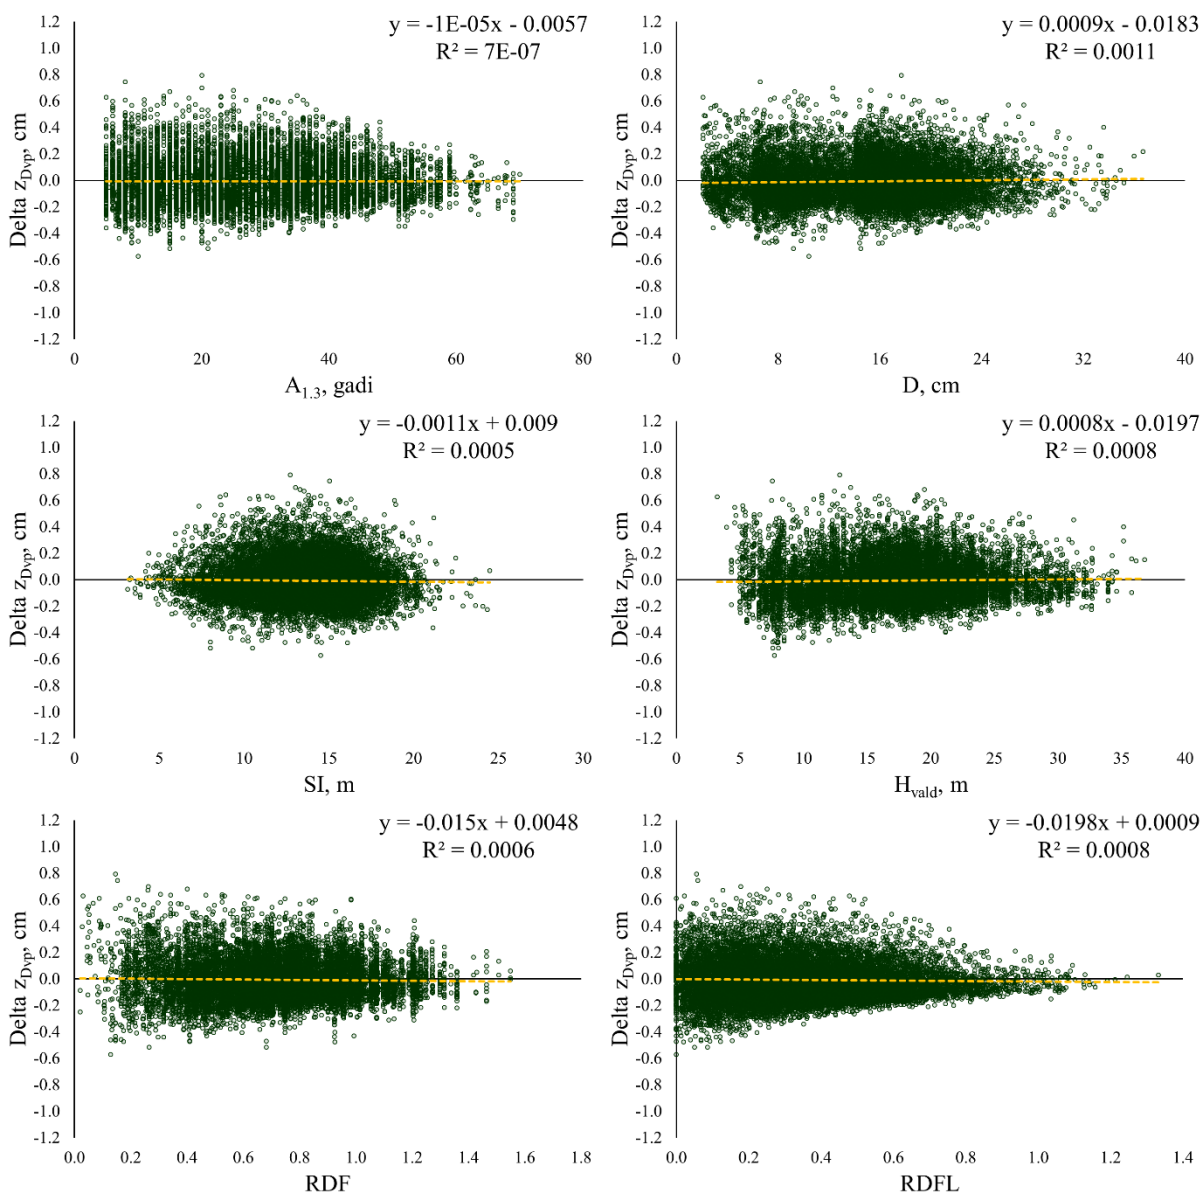 y = -1E-05x - 0.0057
R² = 7E-07
1.2
1.0
0.8
0.6
0.4
0.2
0.0
-0.2
-0.4
-0.6
-0.8
-1.0
-1.2
Delta z_Dvp, cm
0 20 40 60 80
A_1.3, gadi
y = 0.0009x - 0.0183
R² = 0.0011
1.2
1.0
0.8
0.6
0.4
0.2
0.0
-0.2
-0.4
-0.6
-0.8
-1.0
-1.2
Delta z_Dvp, cm
0 8 16 24 32 40
D, cm
y = -0.0011x + 0.009
R² = 0.0005
1.2
1.0
0.8
0.6
0.4
0.2
0.0
-0.2
-0.4
-0.6
-0.8
-1.0
-1.2
Delta z_Dvp, cm
0 5 10 15 20 25 30
SI, m
y = 0.0008x - 0.0197
R² = 0.0008
1.2
1.0
0.8
0.6
0.4
0.2
0.0
-0.2
-0.4
-0.6
-0.8
-1.0
-1.2
Delta z_Dvp, cm
0 5 10 15 20 25 30 35 40
H_vald, m
y = -0.015x + 0.0048
R² = 0.0006
1.2
1.0
0.8
0.6
0.4
0.2
0.0
-0.2
-0.4
-0.6
-0.8
-1.0
-1.2
Delta z_Dvp, cm
0.0 0.2 0.4 0.6 0.8 1.0 1.2 1.4 1.6 1.8
RDF
y = -0.0198x + 0.0009
R² = 0.0008
1.2
1.0
0.8
0.6
0.4
0.2
0.0
-0.2
-0.4
-0.6
-0.8
-1.0
-1.2
Delta z_Dvp, cm
0.0 0.2 0.4 0.6 0.8 1.0 1.2 1.4
RDFL